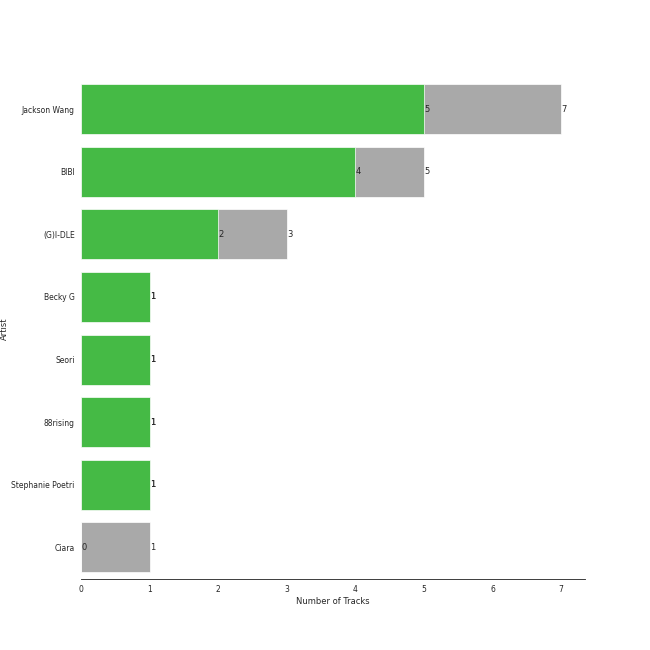 Jackson Wang 5 7
BIBI 4 5
(G)I-DLE 2 3
Becky G 1
Artist
Seori 1
88rising 1
Stephanie Poetri 1
Ciara 0 1
0 1 2 3 4 5 6 7
Number of Tracks